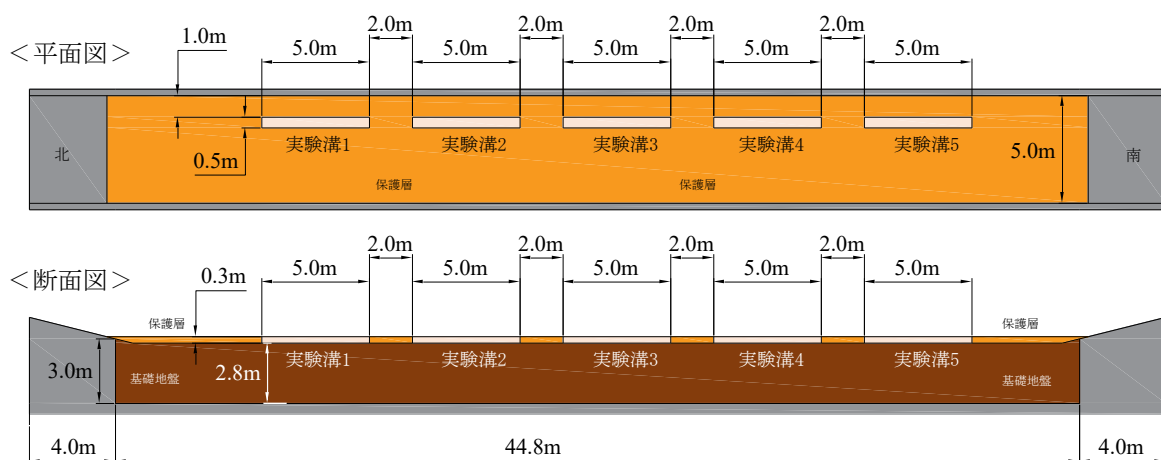 2.0m 2.0m 2.0m 2.0m
<平面図> 1.0m 5.0m 5.0m 5.0m 5.0m 5.0m
北 0.5m 実験溝1 実験溝2 実験溝3 実験溝4 実験溝5 5.0m 南
保護層 保護層
2.0m 2.0m 2.0m 2.0m
<断面図> 0.3m 5.0m 5.0m 5.0m 5.0m 5.0m
保護層 保護層
実験溝1 実験溝2 実験溝3 実験溝4 実験溝5
3.0m 基礎地盤 2.8m 基礎地盤
4.0m 44.8m 4.0m